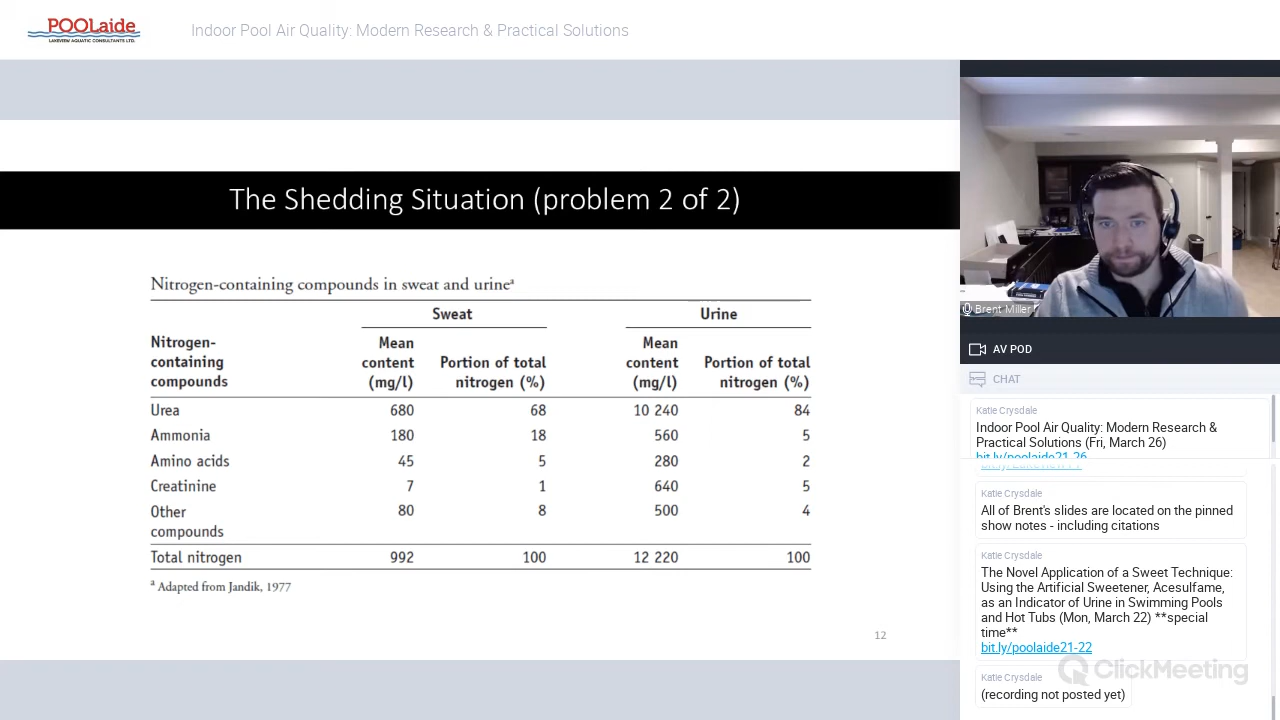 POOLaide
LAKEVIEW AQUATIC CONSULTANTS LTD.
Indoor Pool Air Quality: Modern Research & Practical Solutions
The Shedding Situation (problem 2 of 2)
Nitrogen-containing compounds in sweat and urineᵃ
Sweat Urine
Nitrogen-containing compounds Mean content (mg/l) Portion of total nitrogen (%) Mean content (mg/l) Portion of total nitrogen (%)
Urea 680 68 10 240 84
Ammonia 180 18 560 5
Amino acids 45 5 280 2
Creatinine 7 1 640 5
Other compounds 80 8 500 4
Total nitrogen 992 100 12 220 100
ᵃ Adapted from Jandik, 1977
12
Brent Miller
AV POD
CHAT
Katie Crysdale
Indoor Pool Air Quality: Modern Research &
Practical Solutions (Fri, March 26)
bit.ly/poolaide21-26
Katie Crysdale
All of Brent's slides are located on the pinned
show notes - including citations
Katie Crysdale
The Novel Application of a Sweet Technique:
Using the Artificial Sweetener, Acesulfame,
as an Indicator of Urine in Swimming Pools
and Hot Tubs (Mon, March 22) **special
time**
bit.ly/poolaide21-22
Katie Crysdale
(recording not posted yet)
ClickMeeting